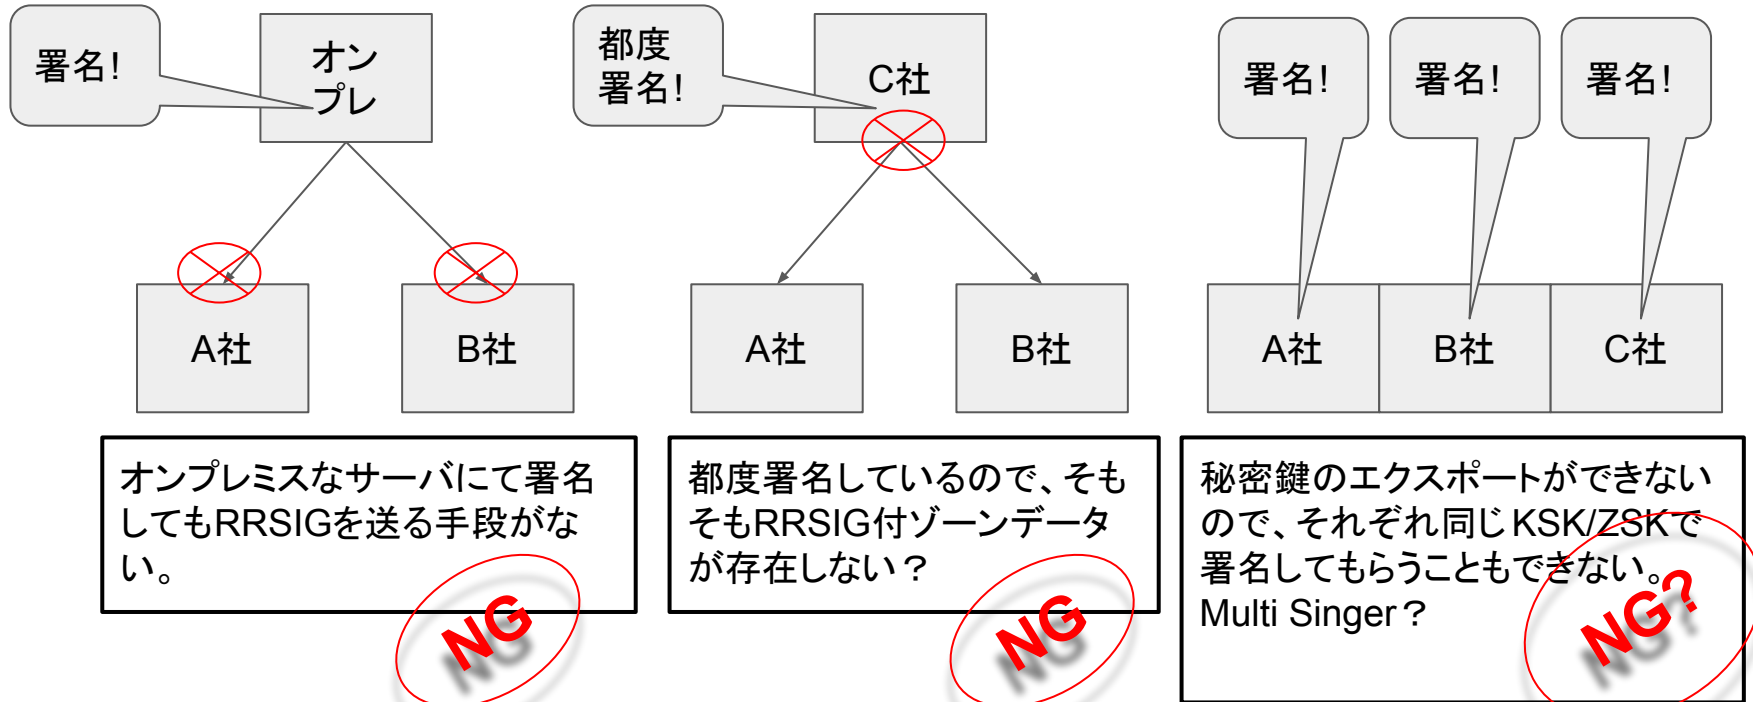 署名!
オン
プレ
A社
B社
オンプレミスなサーバにて署名
してもRRSIGを送る手段がな
い。
NG
都度
署名!
C社
A社
B社
都度署名しているので、そも
そもRRSIG付ゾーンデータ
が存在しない？
NG
署名!
署名!
署名!
A社
B社
C社
秘密鍵のエクスポートができない
ので、それぞれ同じKSK/ZSKで
署名してもらうこともできない。
Multi Singer？
NG?